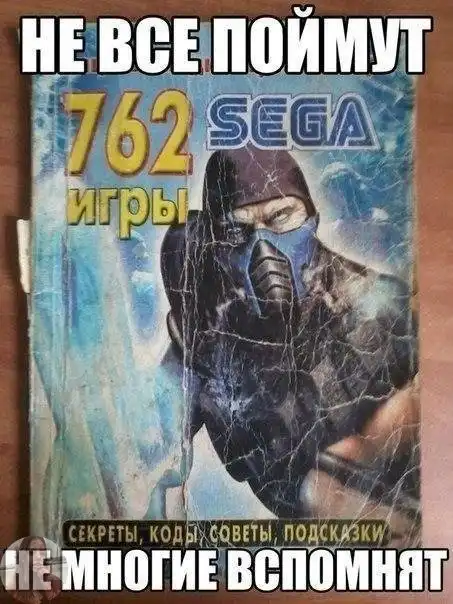 НЕ ВСЕ ПОЙМУТ
762 SEGA
игры
СЕКРЕТЫ, КОДЫ, СОВЕТЫ, ПОДСКАЗКИ
НЕ МНОГИЕ ВСПОМНЯТ